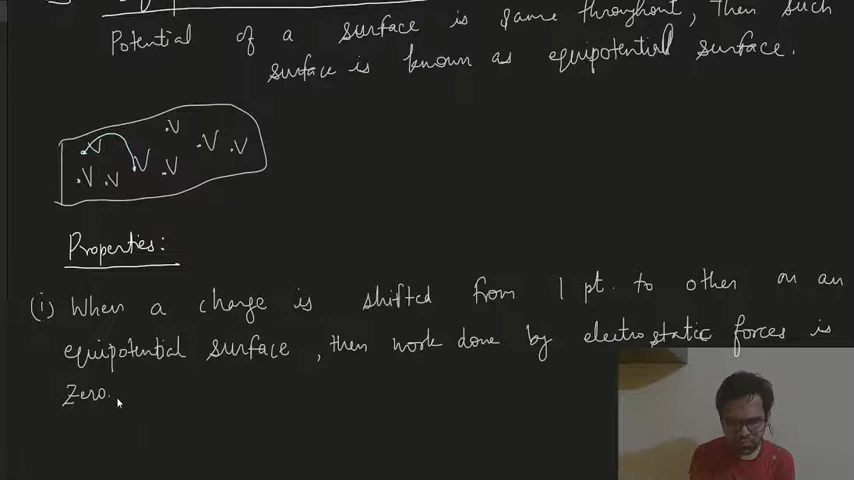 Potential of a surface is same throughout, then such
surface is known as equipotential surface.
.V
V
.V
.V
V
.V
.V .V
Properties:
(i) When a charge is shifted from 1 pt. to other on an
equipotential surface, then work done by electrostatic forces is
Zero.